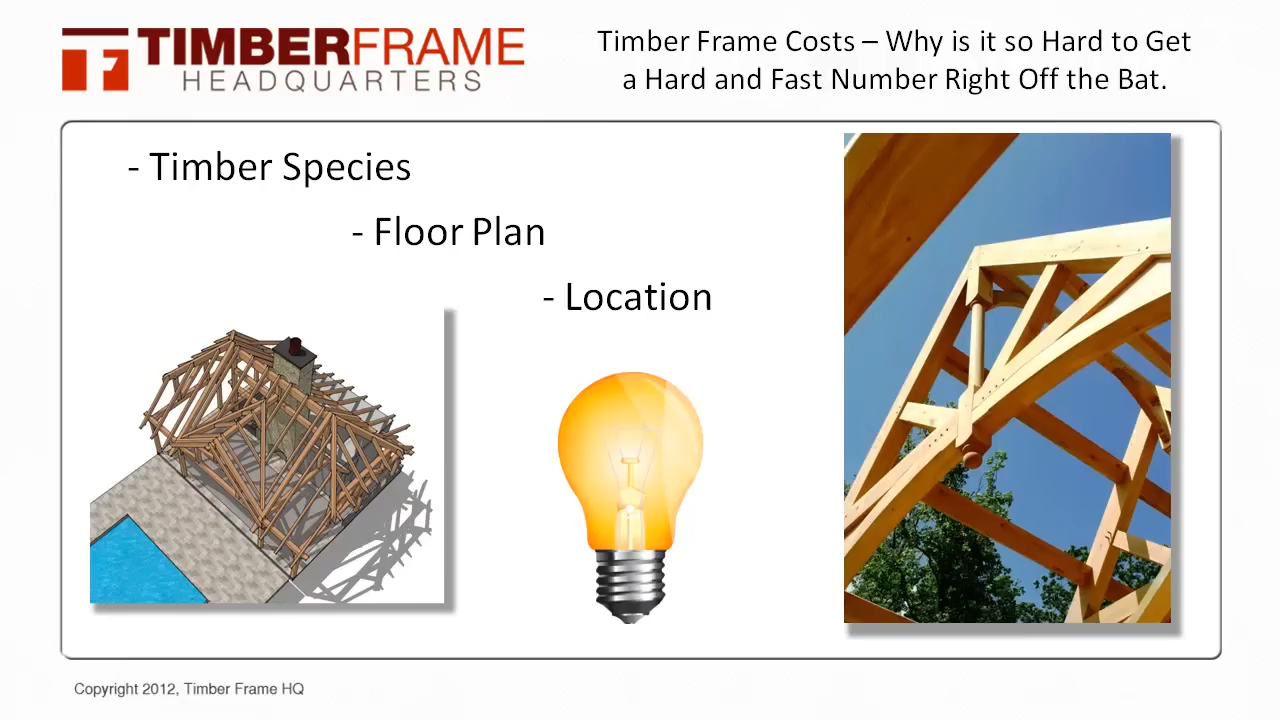 TIMBERFRAME
HEADQUARTERS
Timber Frame Costs – Why is it so Hard to Get
a Hard and Fast Number Right Off the Bat.
- Timber Species
- Floor Plan
- Location
Copyright 2012, Timber Frame HQ